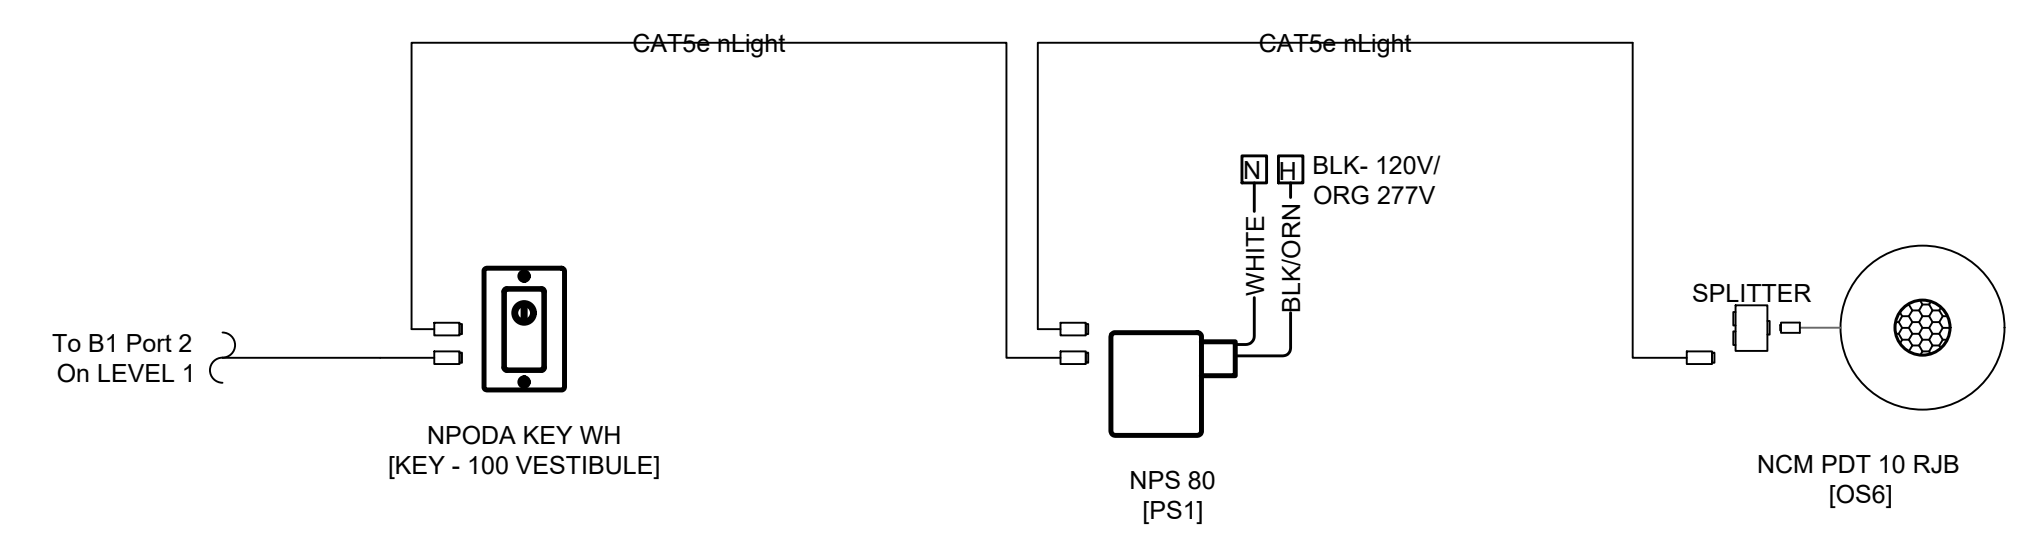 CAT5e nLight
CAT5e nLight
N
H
BLK- 120V/
ORG 277V
WHITE
BLK/ORN
SPLITTER
To B1 Port 2
On LEVEL 1
NPODA KEY WH
[KEY - 100 VESTIBULE]
NPS 80
[PS1]
NCM PDT 10 RJB
[OS6]